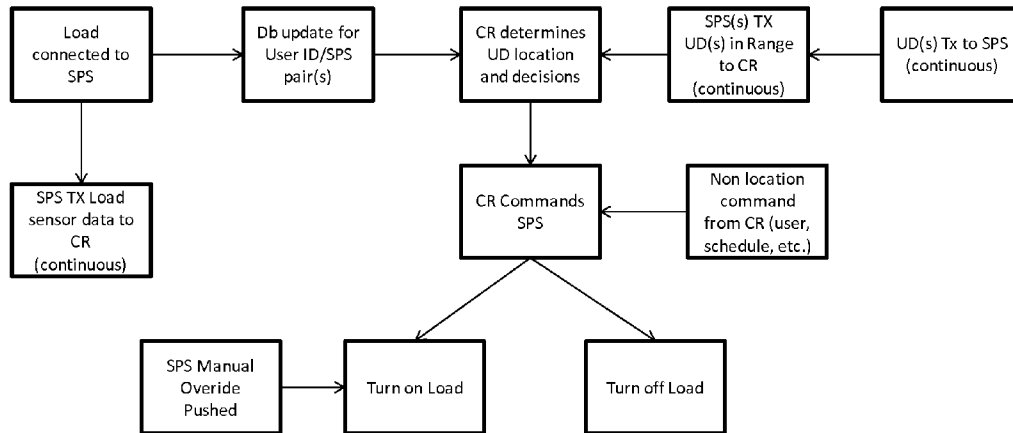 Load
connected to
SPS
Db update for
User ID/SPS
pair(s)
CR determines
UD location
and decisions
SPS(s) TX
UD(s) in Range
to CR
(continuous)
UD(s) Tx to SPS
(continuous)
SPS TX Load
sensor data to
CR
(continuous)
CR Commands
SPS
Non location
command
from CR (user,
schedule, etc.)
SPS Manual
Overide
Pushed
Turn on Load
Turn off Load